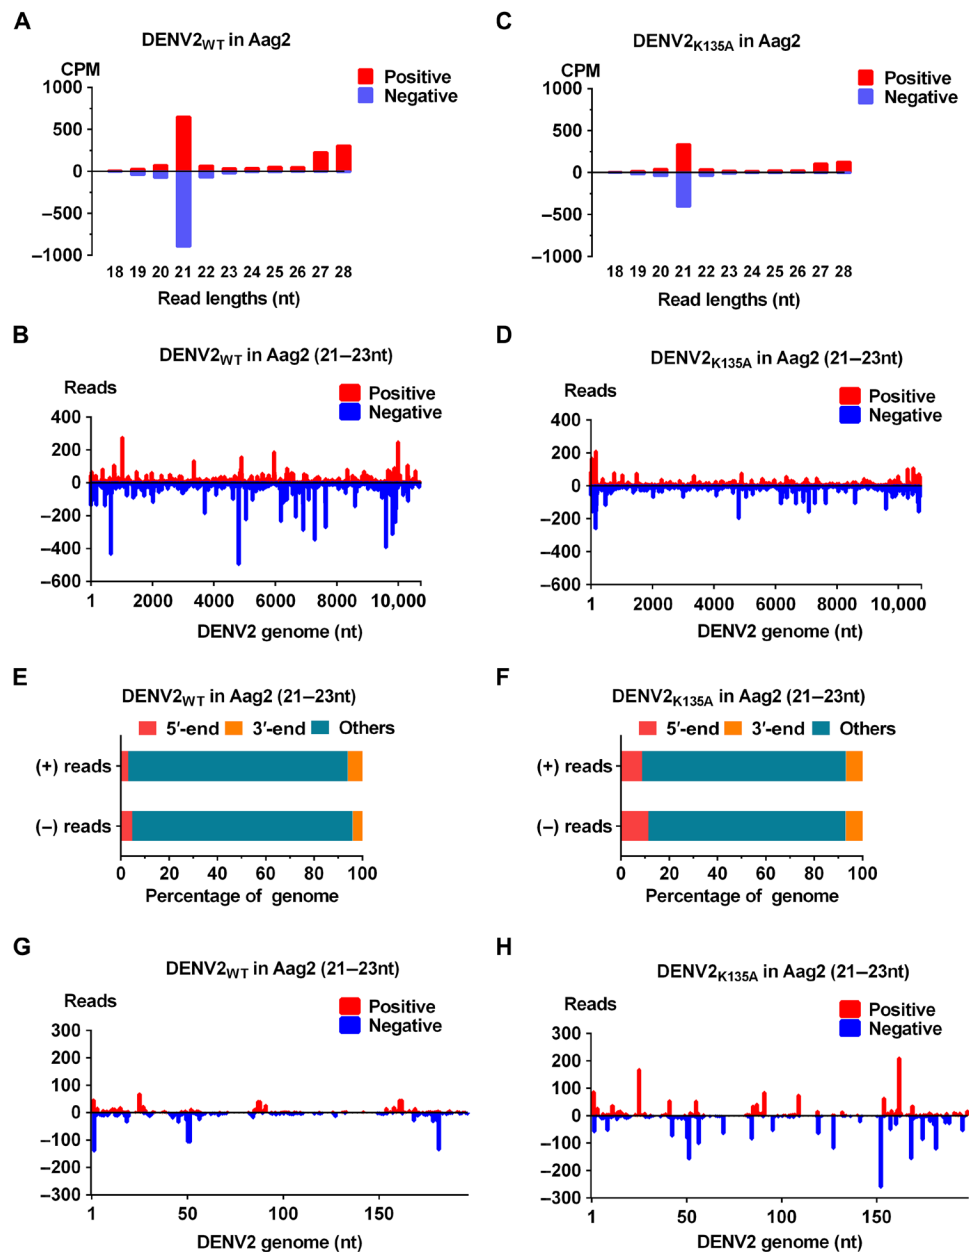 A
DENV2WT in Aag2
CPM
Positive
Negative
1000
500
0
–500
–1000
18 19 20 21 22 23 24 25 26 27 28
Read lengths (nt)
C
DENV2K135A in Aag2
CPM
Positive
Negative
1000
500
0
–500
–1000
18 19 20 21 22 23 24 25 26 27 28
Read lengths (nt)
B
DENV2WT in Aag2 (21–23nt)
Reads
Positive
Negative
400
200
0
–200
–400
–600
1 2000 4000 6000 8000 10,000
DENV2 genome (nt)
D
DENV2K135A in Aag2 (21–23nt)
Reads
Positive
Negative
400
200
0
–200
–400
–600
1 2000 4000 6000 8000 10,000
DENV2 genome (nt)
E
DENV2WT in Aag2 (21–23nt)
5′-end 3′-end Others
(+) reads
(–) reads
0 20 40 60 80 100
Percentage of genome
F
DENV2K135A in Aag2 (21–23nt)
5′-end 3′-end Others
(+) reads
(–) reads
0 20 40 60 80 100
Percentage of genome
G
DENV2WT in Aag2 (21–23nt)
Reads
Positive
Negative
300
200
100
0
–100
–200
–300
1 50 100 150
DENV2 genome (nt)
H
DENV2K135A in Aag2 (21–23nt)
Reads
Positive
Negative
300
200
100
0
–100
–200
–300
1 50 100 150
DENV2 genome (nt)